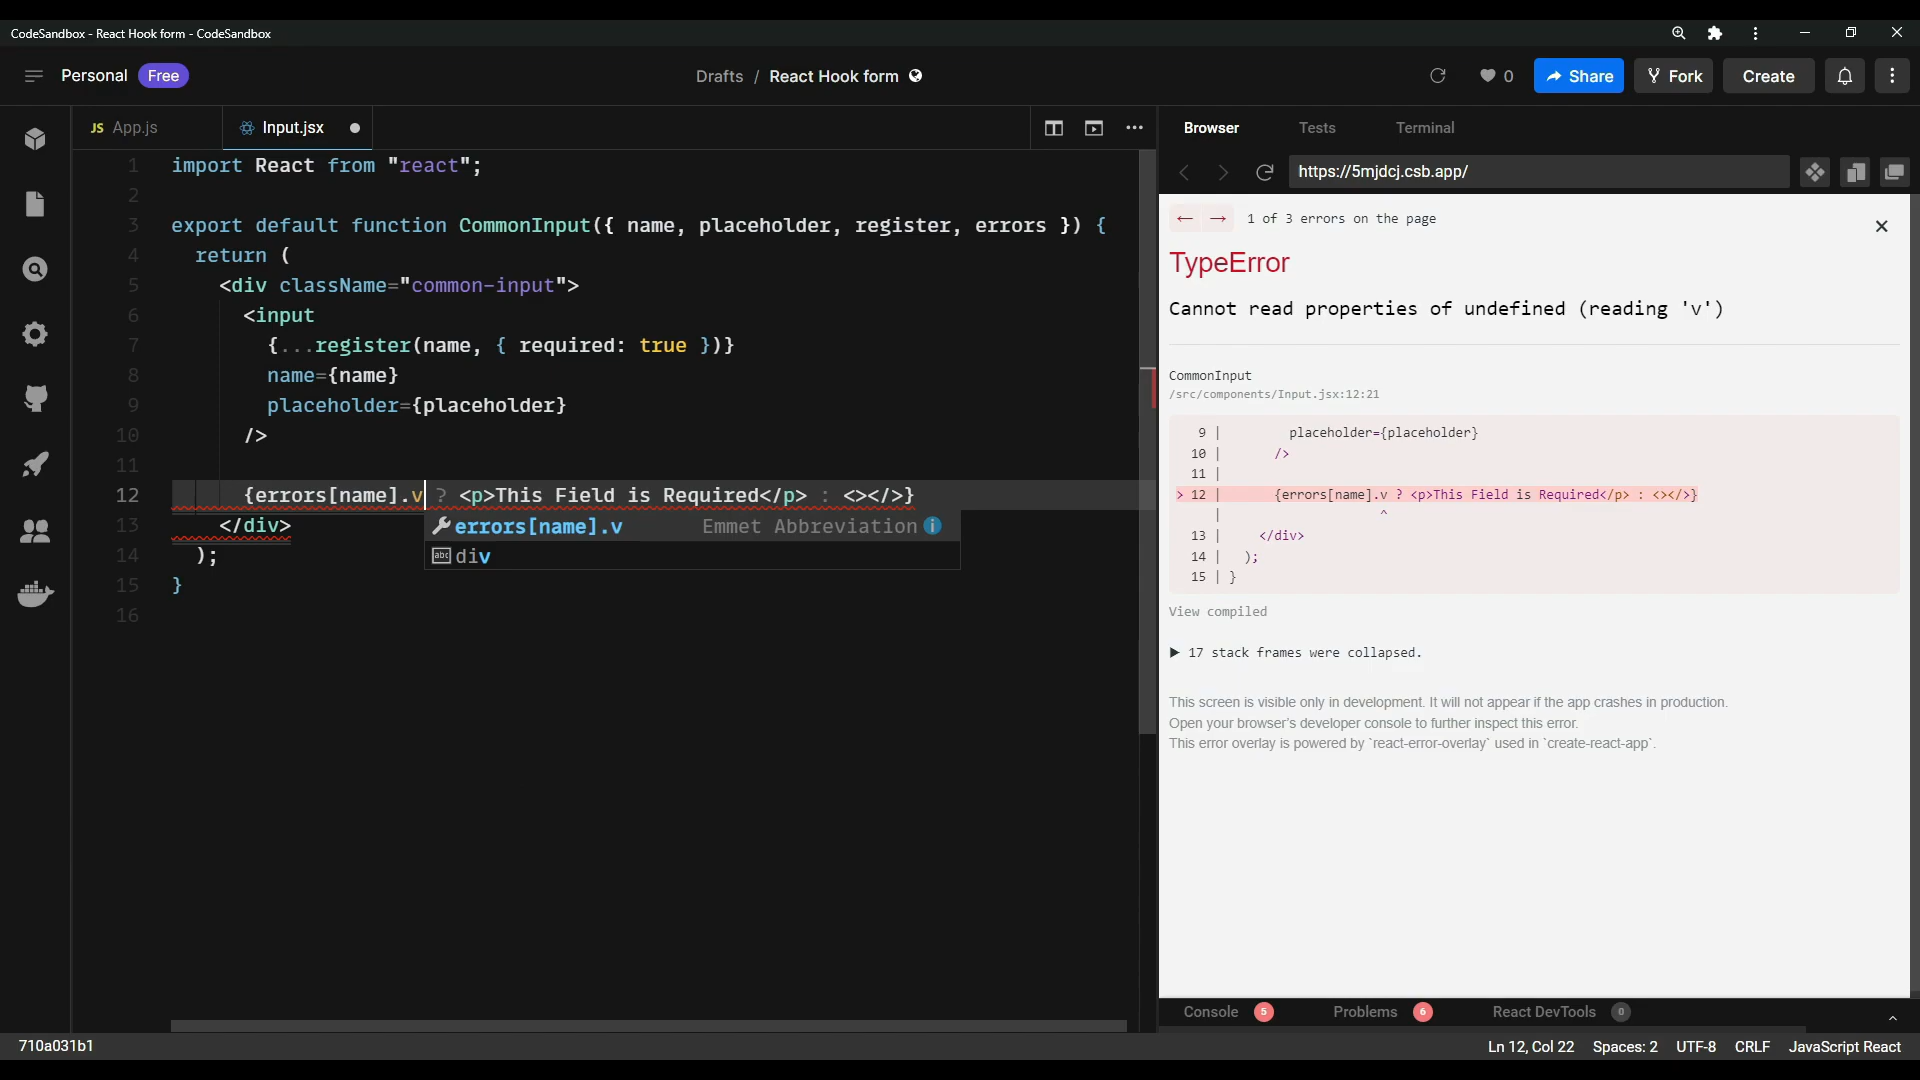 CodeSandbox - React Hook form - CodeSandbox
Personal Free
Drafts / React Hook form
0 Share Fork Create
JS App.js Input.jsx
1 import React from "react";
2
3 export default function CommonInput({ name, placeholder, register, errors }) {
4 return (
5 <div className="common-input">
6 <input
7 {...register(name, { required: true })}
8 name={name}
9 placeholder={placeholder}
10 />
11
12 {errors[name].v ? <p>This Field is Required</p> : <></>}
13 </div>
errors[name].v Emmet Abbreviation
14 );
abc div
15 }
16
Browser Tests Terminal
https://5mjdcj.csb.app/
← → 1 of 3 errors on the page
TypeError
Cannot read properties of undefined (reading 'v')
CommonInput
/src/components/Input.jsx:12:21
9 | placeholder={placeholder}
10 | />
11 |
> 12 | {errors[name].v ? <p>This Field is Required</p> : <></>}
| ^
13 | </div>
14 | );
15 | }
View compiled
▶ 17 stack frames were collapsed.
This screen is visible only in development. It will not appear if the app crashes in production.
Open your browser's developer console to further inspect this error.
This error overlay is powered by `react-error-overlay` used in `create-react-app`.
Console 5 Problems 6 React DevTools 0
710a031b1 Ln 12, Col 22 Spaces: 2 UTF-8 CRLF JavaScript React